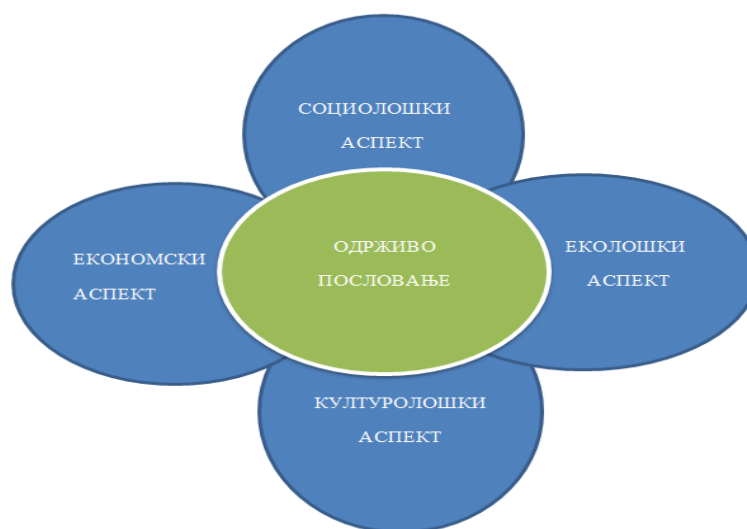 СОЦИОЛОШКИ
АСПЕКТ
ЕКОНОМСКИ
АСПЕКТ
ОДРЖИВО
ПОСЛОВАЊЕ
ЕКОЛОШКИ
АСПЕКТ
КУЛТУРОЛОШКИ
АСПЕКТ